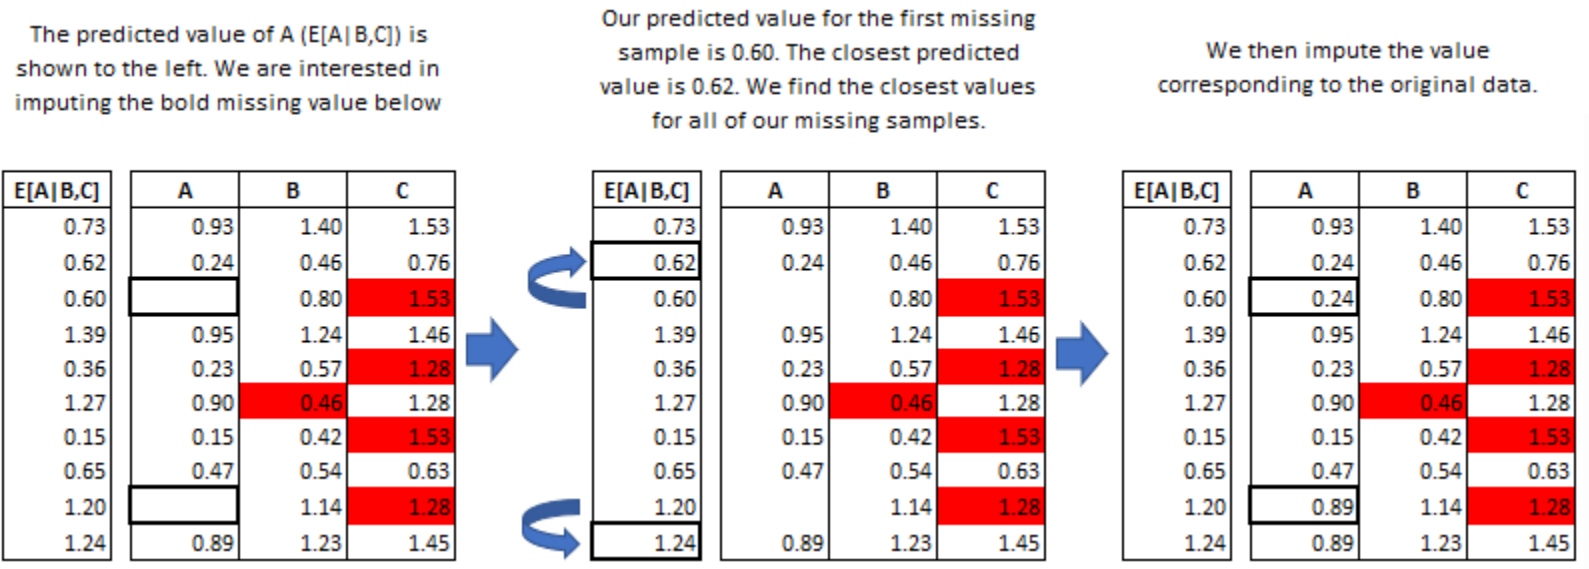 The predicted value of A (E[A|B,C]) is
shown to the left. We are interested in
imputing the bold missing value below
Our predicted value for the first missing
sample is 0.60. The closest predicted
value is 0.62. We find the closest values
for all of our missing samples.
We then impute the value
corresponding to the original data.
E[A|B,C] A B C
0.73 0.93 1.40 1.53
0.62 0.24 0.46 0.76
0.60 0.80 1.53
1.39 0.95 1.24 1.46
0.36 0.23 0.57 1.28
1.27 0.90 0.46 1.28
0.15 0.15 0.42 1.53
0.65 0.47 0.54 0.63
1.20 1.14 1.28
1.24 0.89 1.23 1.45
E[A|B,C] A B C
0.73 0.93 1.40 1.53
0.62 0.24 0.46 0.76
0.60 0.80 1.53
1.39 0.95 1.24 1.46
0.36 0.23 0.57 1.28
1.27 0.90 0.46 1.28
0.15 0.15 0.42 1.53
0.65 0.47 0.54 0.63
1.20 1.14 1.28
1.24 0.89 1.23 1.45
E[A|B,C] A B C
0.73 0.93 1.40 1.53
0.62 0.24 0.46 0.76
0.60 0.24 0.80 1.53
1.39 0.95 1.24 1.46
0.36 0.23 0.57 1.28
1.27 0.90 0.46 1.28
0.15 0.15 0.42 1.53
0.65 0.47 0.54 0.63
1.20 0.89 1.14 1.28
1.24 0.89 1.23 1.45